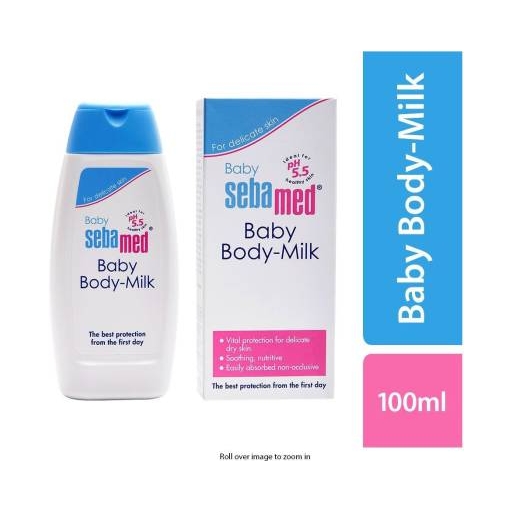 For delicate skin
Baby
ideal for
pH
5.5
healthy skin
sebamed®
Baby
Body-Milk
The best protection
from the first day
For delicate skin
Baby
ideal for
pH
5.5
healthy skin
sebamed®
Baby
Body-Milk
• Vital protection for delicate
dry skin.
• Soothing, nutritive
• Easily absorbed non-occlusive
The best protection from the first day
Baby Body-Milk
100ml
Roll over image to zoom in